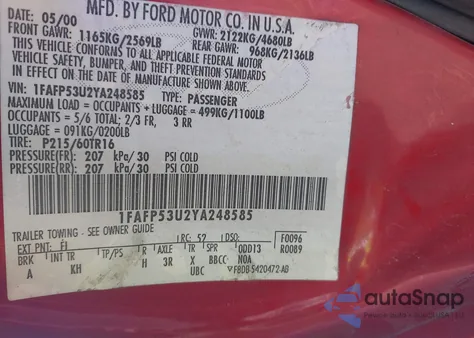 MFD. BY FORD MOTOR CO. IN U.S.A.
DATE: 05/00 GVWR: 2122KG/4680LB
FRONT GAWR: 1165KG/2569LB REAR GAWR: 968KG/2136LB
THIS VEHICLE CONFORMS TO ALL APPLICABLE FEDERAL MOTOR
VEHICLE SAFETY, BUMPER, AND THEFT PREVENTION STANDARDS
IN EFFECT ON THE DATE OF MANUFACTURE SHOWN ABOVE.
VIN: 1FAFP53U2YA248585 TYPE: PASSENGER
MAXIMUM LOAD = OCCUPANTS + LUGGAGE = 499KG/1100LB
OCCUPANTS = 5/6 TOTAL; 2/3 FR, 3 RR
LUGGAGE = 091KG/0200LB
TIRE: P215/60TR16
PRESSURE(FR) = 207 kPa/ 30 PSI COLD
PRESSURE(RR) = 207 kPa/ 30 PSI COLD
1FAFP53U2YA248585
TRAILER TOWING - SEE OWNER GUIDE
EXT PNT: FI RC: 52 DSO: F0096
BRK INT TR TP/PS R AXLE TR SPR ODD13 R0089
A KH H 3R X BBCC NOA
UBC F8DB-5420472-AB
autoSnap